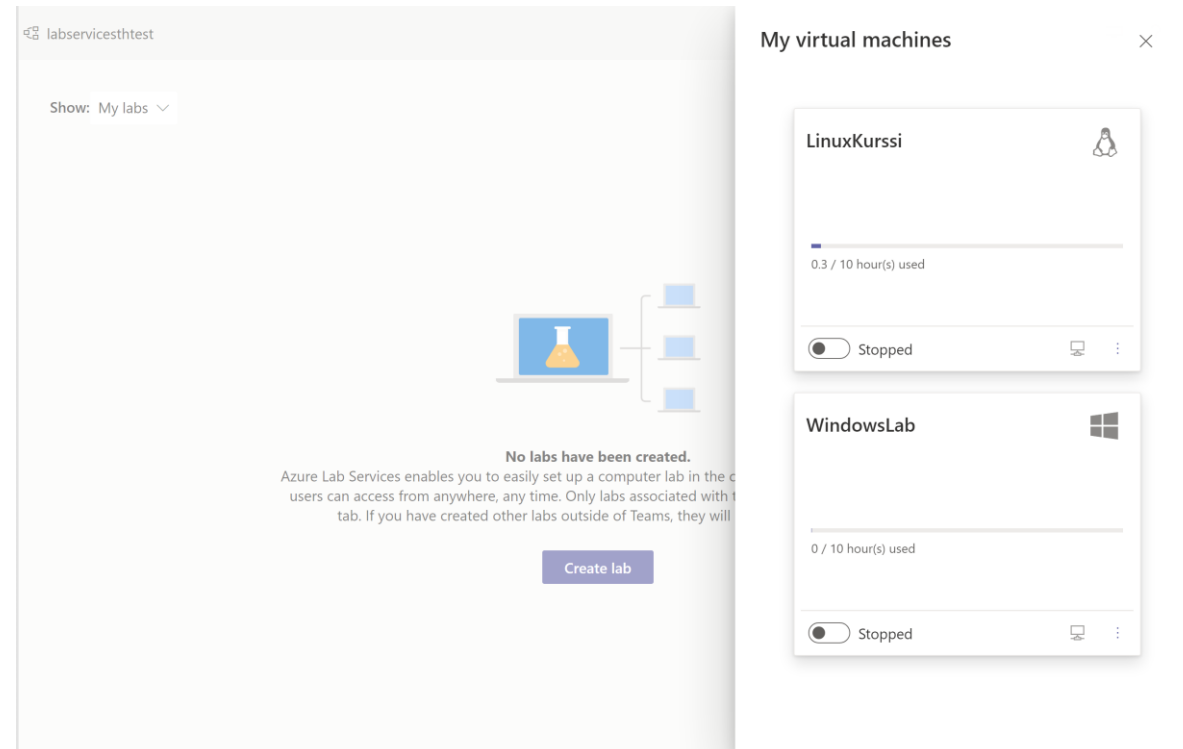 labservicesthtest
Show: My labs
No labs have been created.
Azure Lab Services enables you to easily set up a computer lab in the
users can access from anywhere, any time. Only labs associated with
tab. If you have created other labs outside of Teams, they will
Create lab
My virtual machines
LinuxKurssi
0.3 / 10 hour(s) used
Stopped
WindowsLab
0 / 10 hour(s) used
Stopped